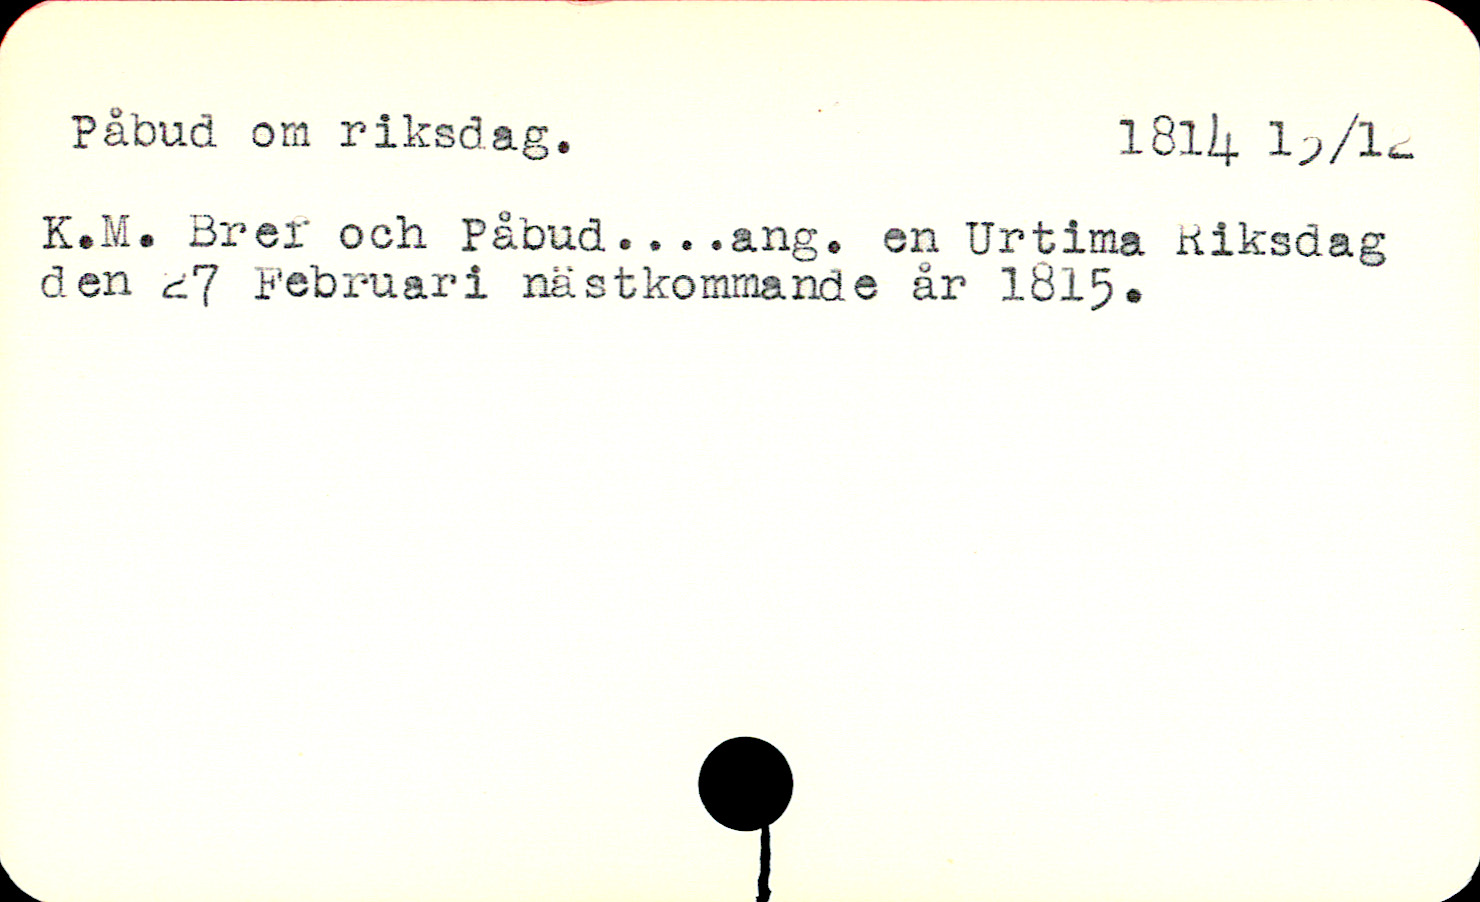 Påbud om riksdag. 1814 15/12
K.M. Bref och Påbud....ang. en Urtima Riksdag
den 27 Februari nästkommande år 1815.